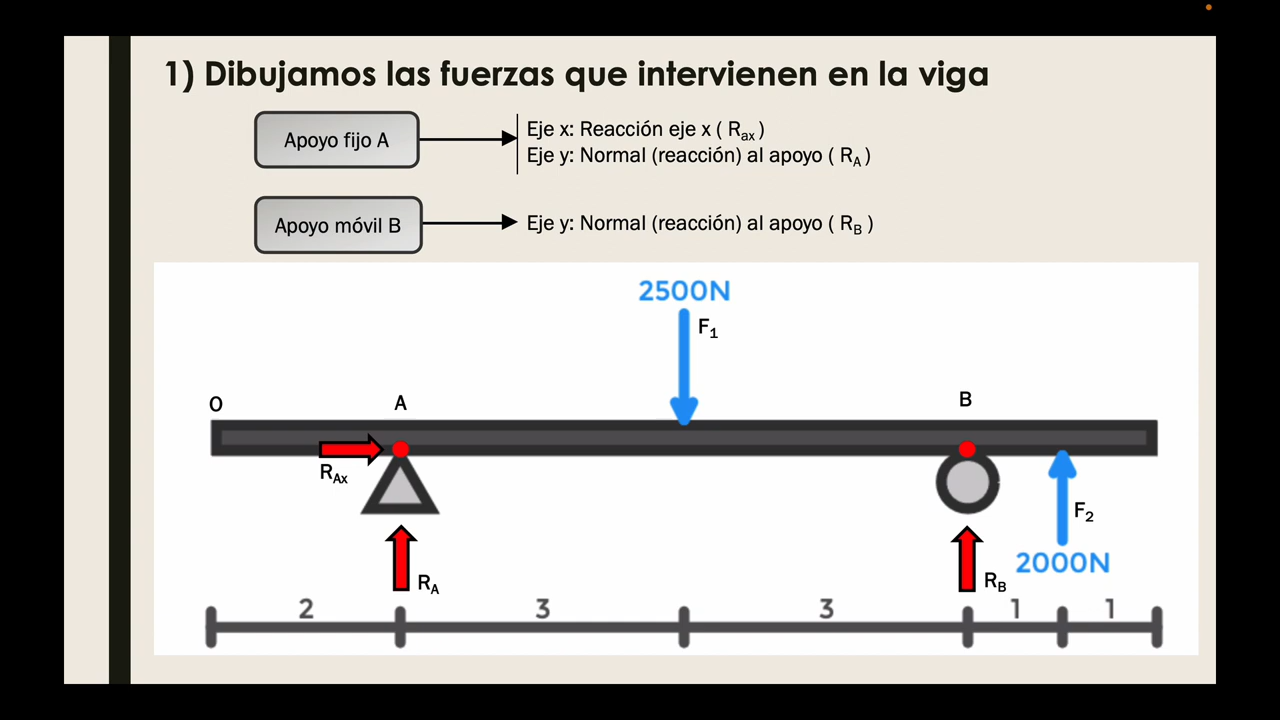 1) Dibujamos las fuerzas que intervienen en la viga
Apoyo fijo A
Eje x: Reacción eje x ( Rax )
Eje y: Normal (reacción) al apoyo ( RA )
Apoyo móvil B
Eje y: Normal (reacción) al apoyo ( RB )
2500N
F1
O
A
B
RAx
F2
2000N
RA
RB
2
3
3
1
1